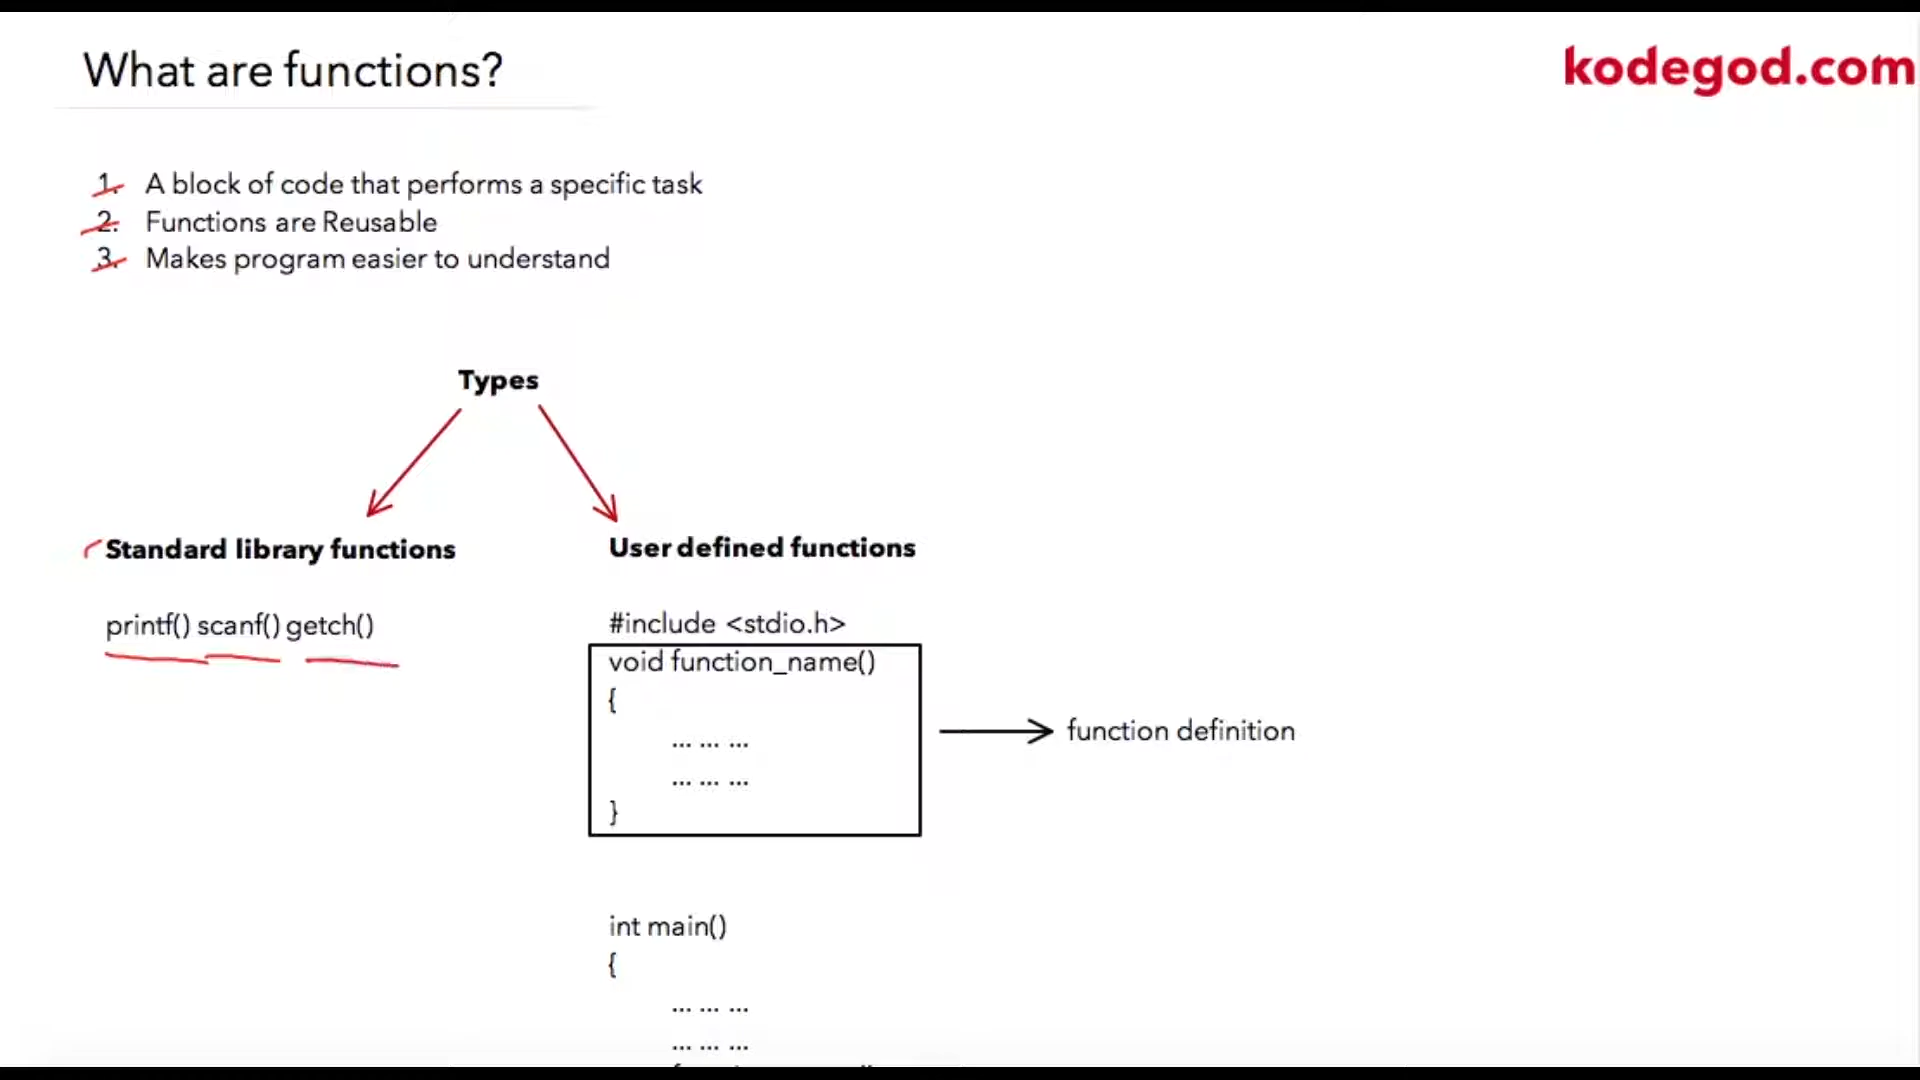 What are functions?
kodegod.com
1. A block of code that performs a specific task
2. Functions are Reusable
3. Makes program easier to understand
Types
Standard library functions
printf() scanf() getch()
User defined functions
#include <stdio.h>
void function_name()
{
... ... ...
... ... ...
}
function definition
int main()
{
... ... ...
... ... ...